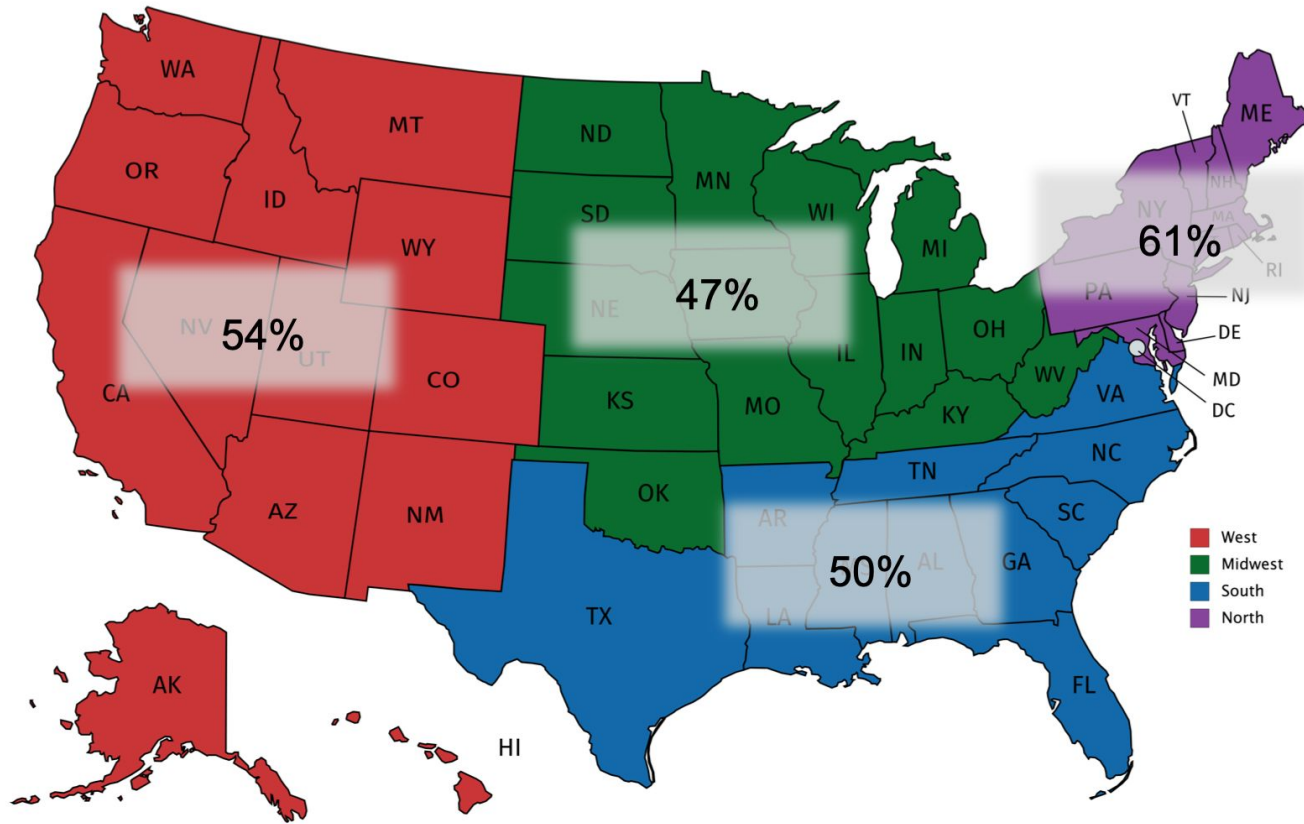 WA
MT
ND
MN
VT
ME
OR
ID
SD
WI
MI
NH
NY
MA
WY
61%
RI
NV
54%
UT
NE
47%
PA
NJ
CO
IL
IN
OH
DE
CA
KS
MO
WV
VA
MD
KY
DC
AZ
NM
OK
TN
NC
AR
SC
TX
LA
50%
AL
GA
West
Midwest
South
North
AK
HI
FL